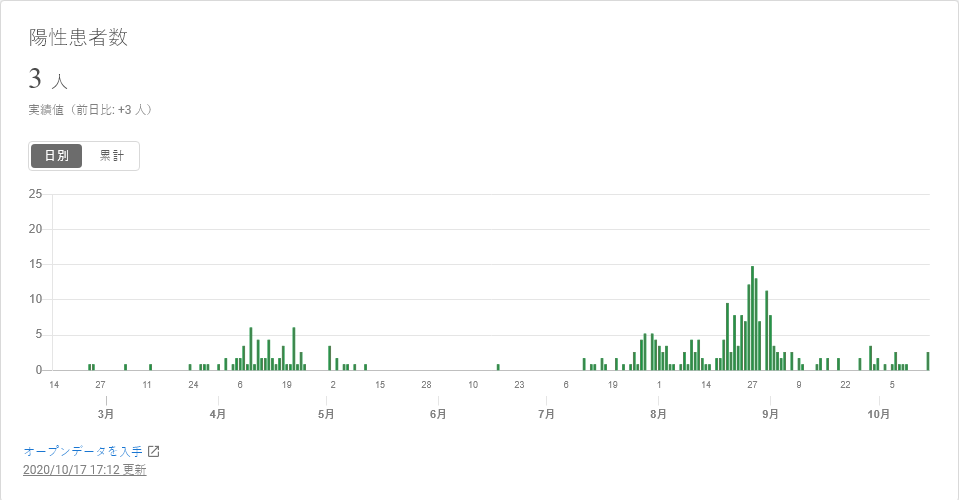 陽性患者数
3 人
実績値（前日比: +3 人）
日別 累計
25
20
15
10
5
0
14 27 11 24 6 19 2 15 28 10 23 6 19 1 14 27 9 22 5
3月 4月 5月 6月 7月 8月 9月 10月
オープンデータを入手
2020/10/17 17:12 更新